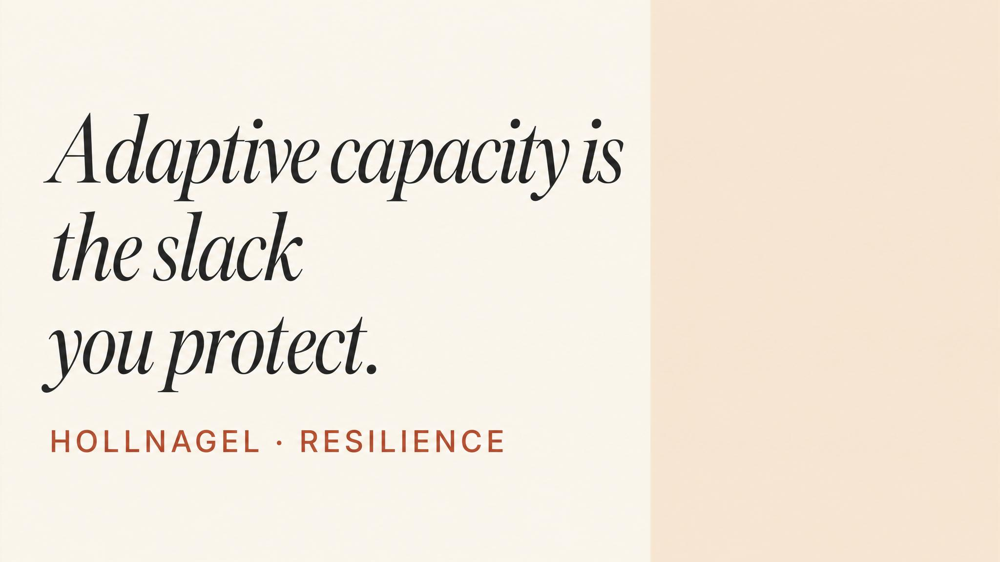 Adaptive capacity is
the slack
you protect.
HOLLNAGEL · RESILIENCE